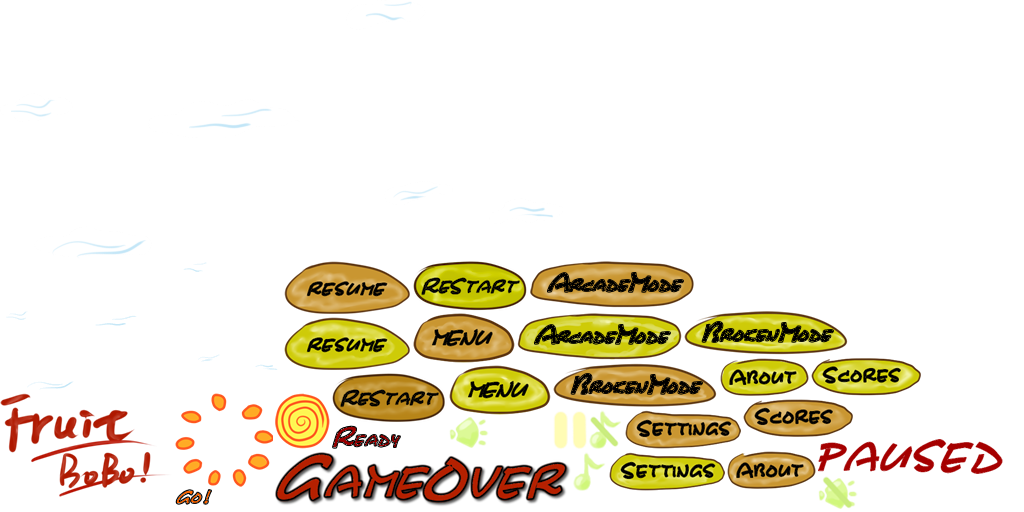 RESUME
RESTART
ARCADEMODE
RESUME
MENU
ARCADEMODE
BROKENMODE
RESTART
MENU
BROKENMODE
ABOUT
SCORES
Fruit
BoBo!
READY
SETTINGS
SCORES
GO!
GAMEOVER
SETTINGS
ABOUT
PAUSED